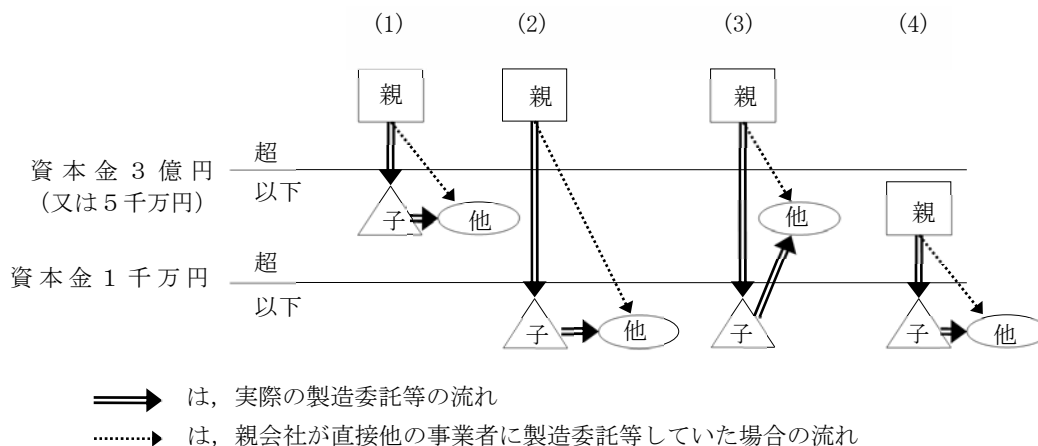 (1) (2) (3) (4)
親 親 親
資本金3億円
(又は5千万円)
超
以下
親
子 他 他
資本金1千万円
超
以下
子 他 子 子 他
は,実際の製造委託等の流れ
は,親会社が直接他の事業者に製造委託等していた場合の流れ